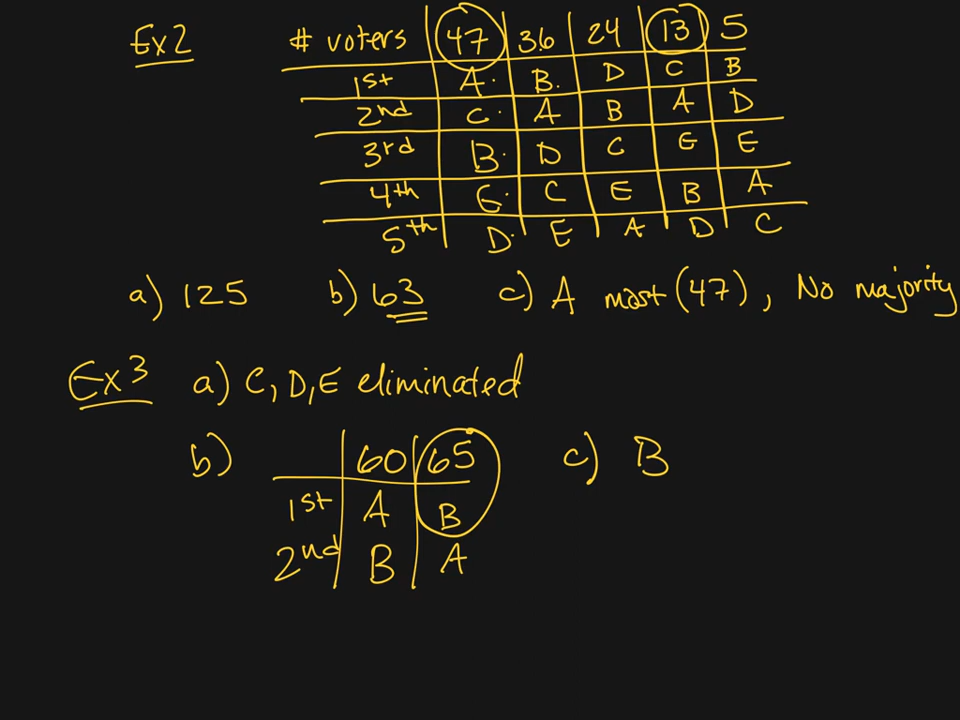 Ex2 # voters 47 36 24 13 5
1st A B D C B
2nd C A B A D
3rd B D C E E
4th E C E B A
5th D E A D C
a) 125 b) 63 c) A most (47), No majority
Ex3 a) C, D, E eliminated
b) 60 65 c) B
1st A B
2nd B A